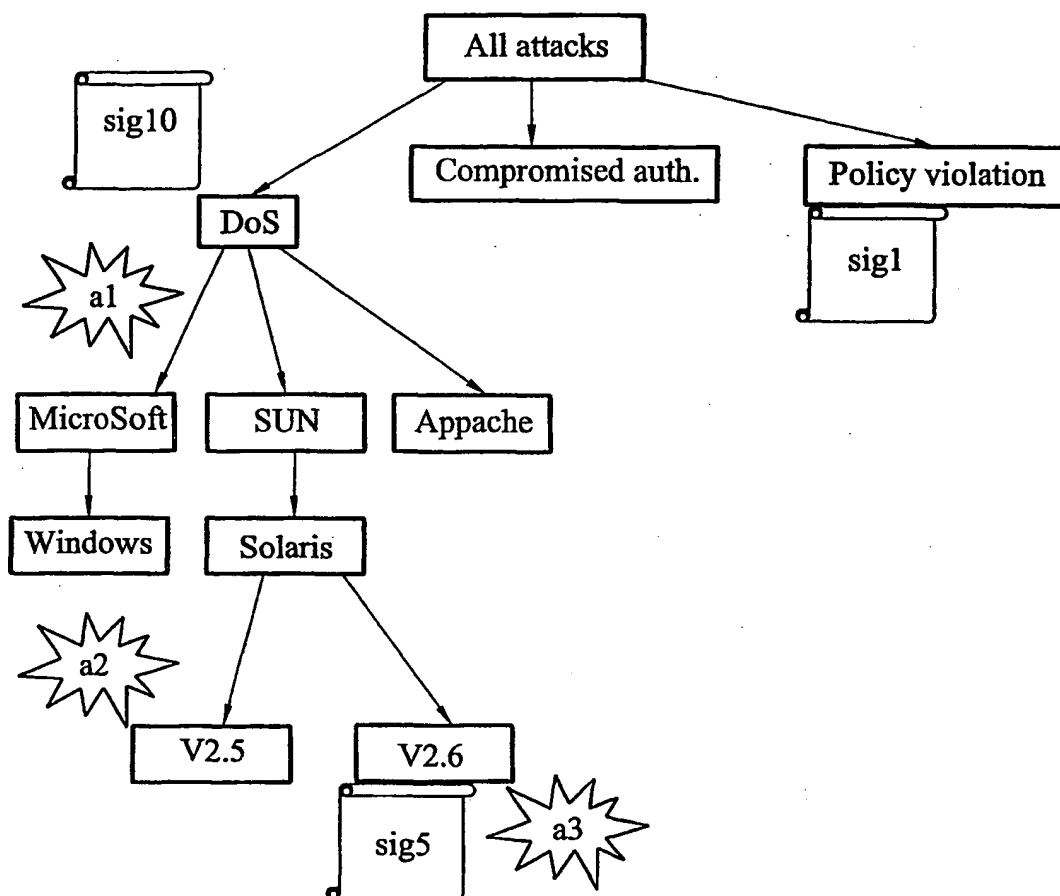 All attacks
sig10
Compromised auth.
Policy violation
DoS
sig1
a1
MicroSoft
SUN
Appache
Windows
Solaris
a2
V2.5
V2.6
sig5
a3